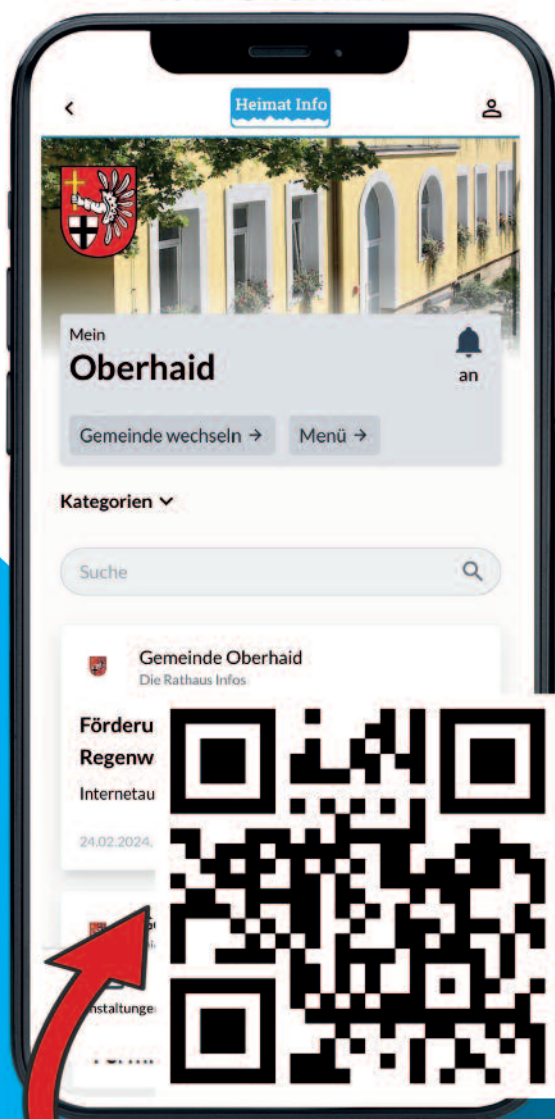 Heimat Info
Mein
Oberhaid
an
Gemeinde wechseln →
Menü →
Kategorien
Suche
Gemeinde Oberhaid
Die Rathaus Infos
Förderu
Regenw
Internetau
24.02.2024,
nstaltunge